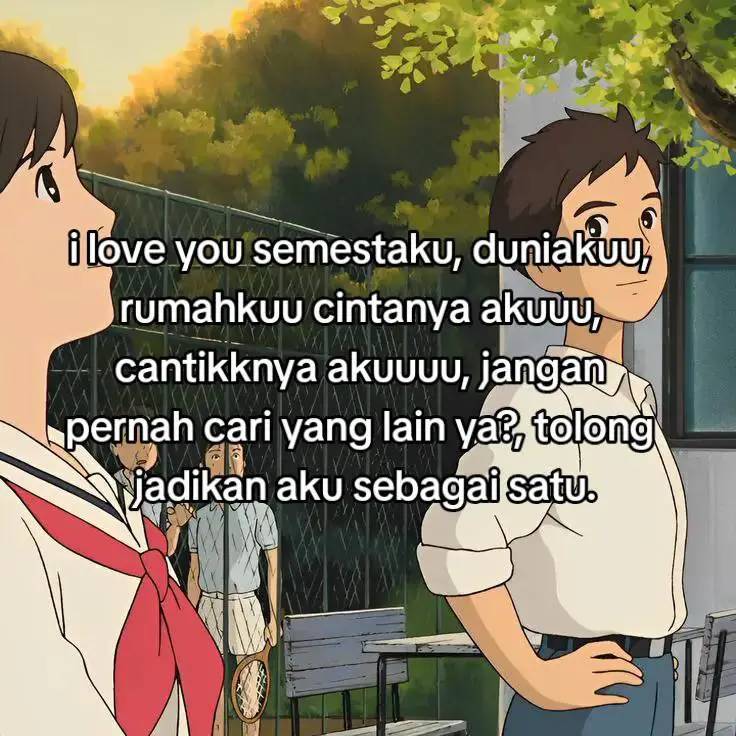 i love you semestaku, duniakuu,
rumahkuu cintanya akuuu,
cantikknya akuuuu, jangan
pernah cari yang lain ya?, tolong
jadikan aku sebagai satu.